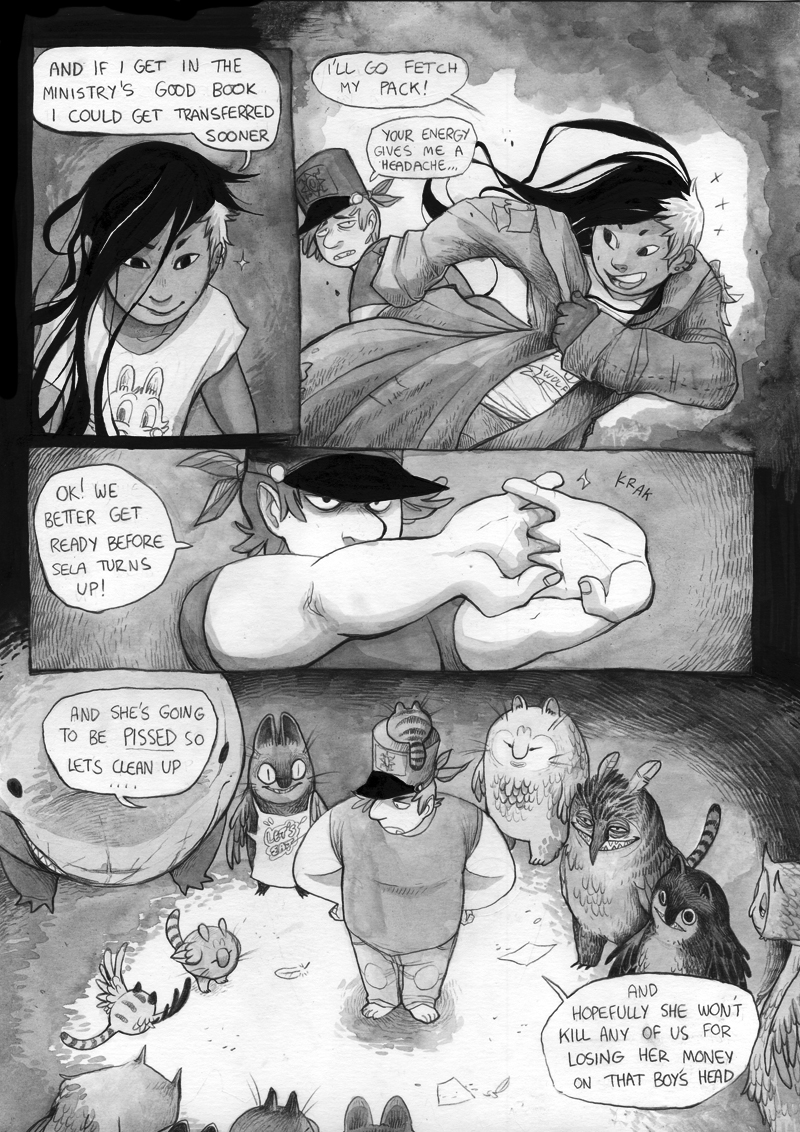 AND IF I GET IN THE
MINISTRY'S GOOD BOOK
I COULD GET TRANSFERRED
SOONER
I'LL GO FETCH
MY PACK!
YOUR ENERGY
GIVES ME A
HEADACHE...
OK! WE
BETTER GET
READY BEFORE
SELA TURNS
UP!
KRAK
AND SHE'S GOING
TO BE PISSED SO
LETS CLEAN UP
....
LET'S
EAT
AND
HOPEFULLY SHE WON'T
KILL ANY OF US FOR
LOSING HER MONEY
ON THAT BOY'S HEAD